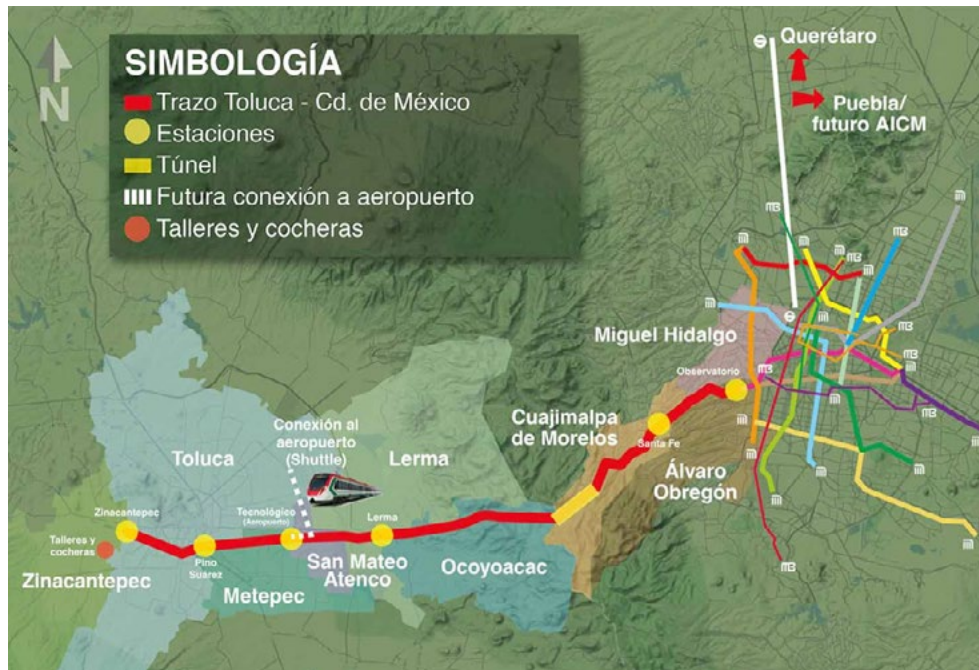 N
SIMBOLOGÍA
Trazo Toluca - Cd. de México
Estaciones
Túnel
Futura conexión a aeropuerto
Talleres y cocheras
Querétaro
Puebla/
futuro AICM
Miguel Hidalgo
Observatorio
Cuajimalpa
de Morelos
Santa Fe
Álvaro
Obregón
Conexión al
aeropuerto
(Shuttle)
Toluca
Lerma
Zinacantepec
Tecnológico
(Aeropuerto)
Lerma
Talleres y
cocheras
Pino
Suárez
San Mateo
Atenco
Ocoyoacac
Zinacantepec
Metepec